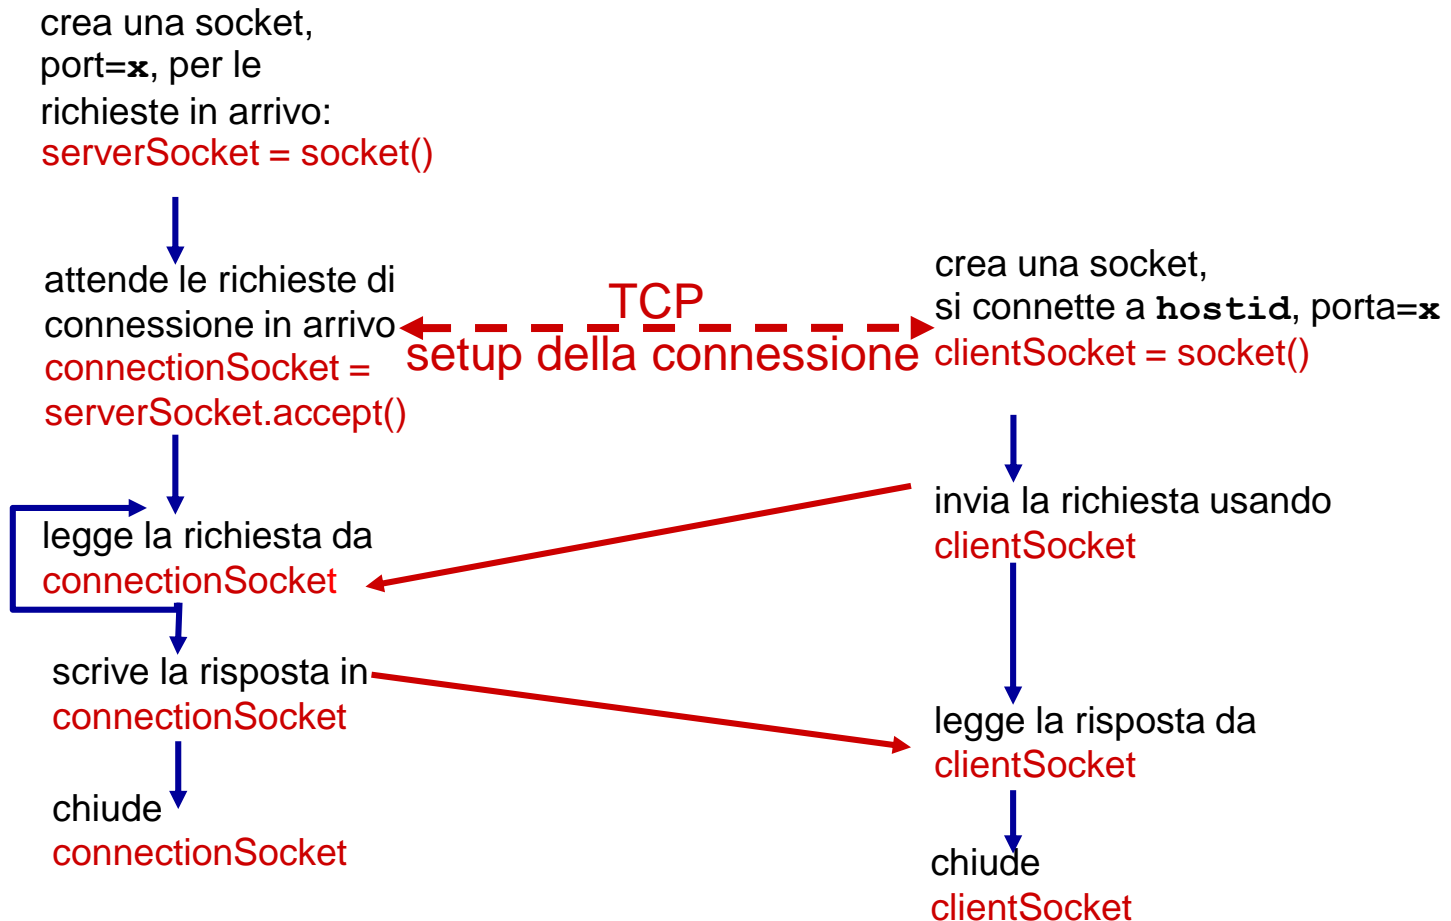 crea una socket,
port=x, per le
richieste in arrivo:
serverSocket = socket()
attende le richieste di
connessione in arrivo
connectionSocket =
serverSocket.accept()
TCP
setup della connessione
crea una socket,
si connette a hostid, porta=x
clientSocket = socket()
invia la richiesta usando
clientSocket
legge la richiesta da
connectionSocket
scrive la risposta in
connectionSocket
legge la risposta da
clientSocket
chiude
connectionSocket
chiude
clientSocket